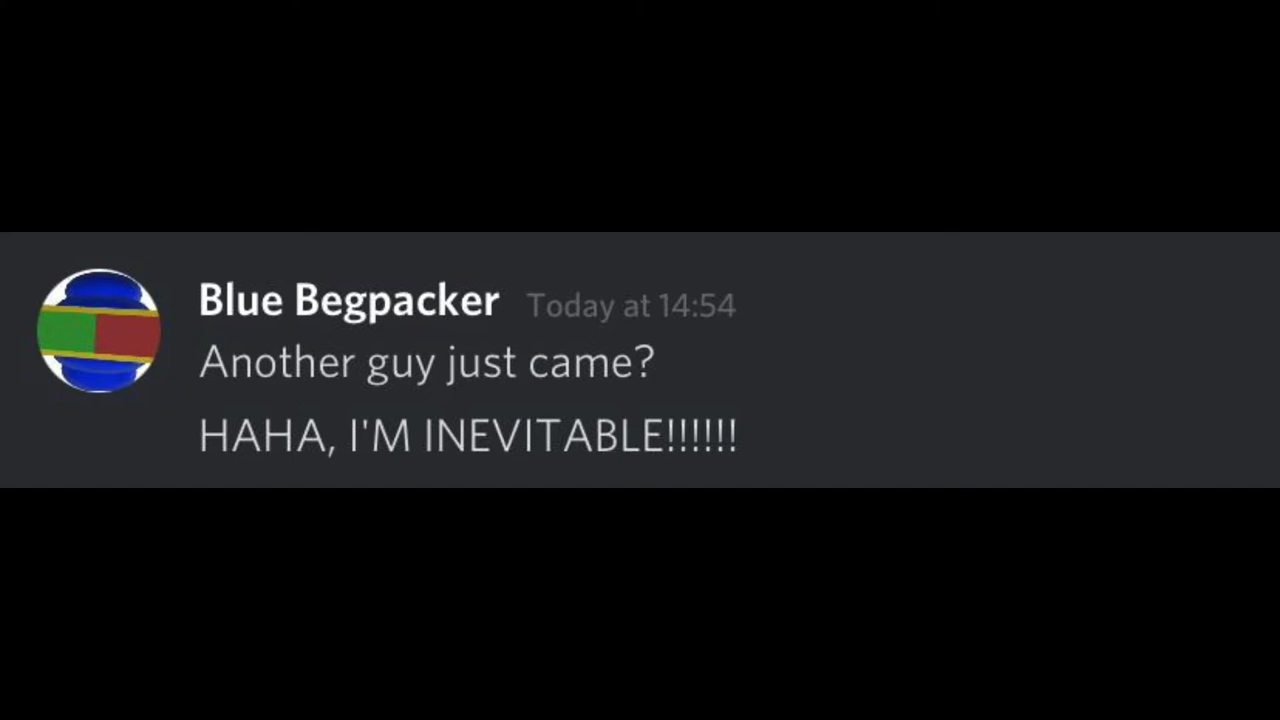 Blue Begpacker Today at 14:54
Another guy just came?
HAHA, I'M INEVITABLE!!!!!!